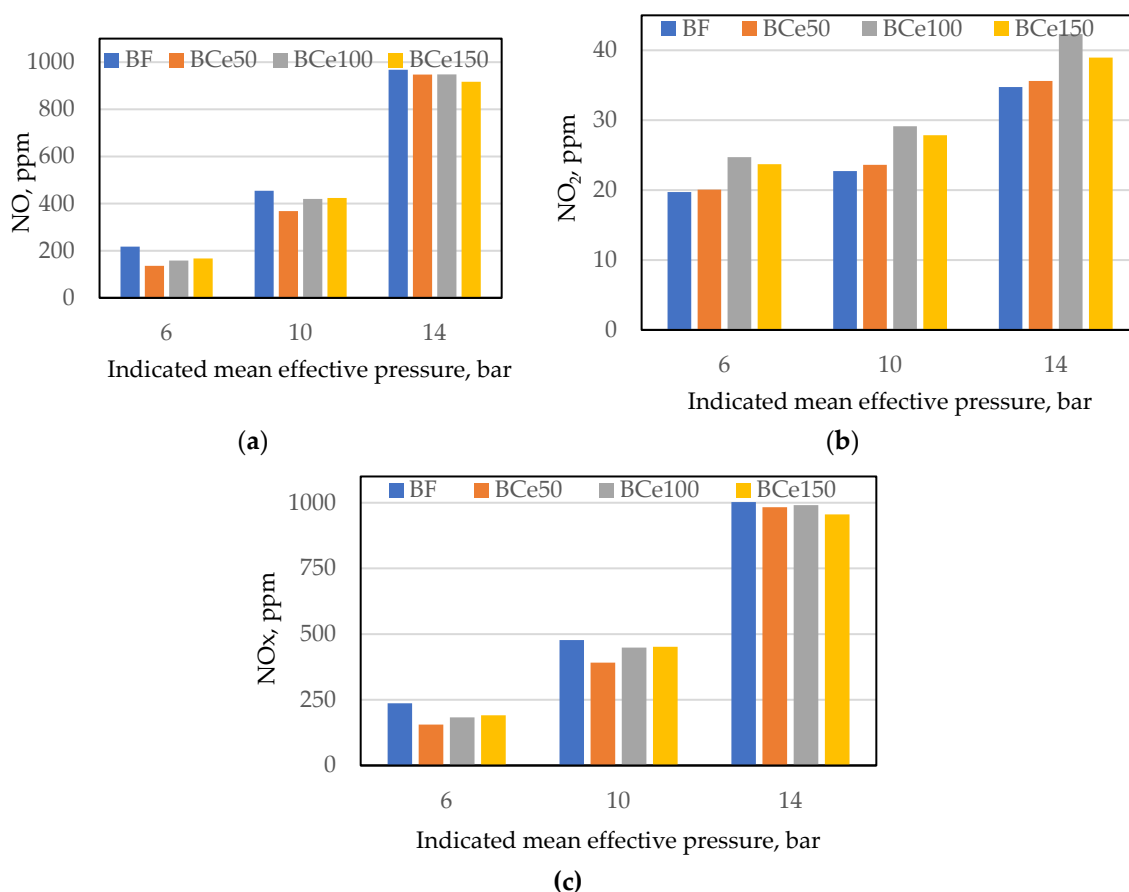 BF BCe50 BCe100 BCe150
1000
800
600
400
200
0
NO, ppm
6 10 14
Indicated mean effective pressure, bar
(a)
BF BCe50 BCe100 BCe150
40
30
20
10
0
NO₂, ppm
6 10 14
Indicated mean effective pressure, bar
(b)
BF BCe50 BCe100 BCe150
1000
750
500
250
0
NOx, ppm
6 10 14
Indicated mean effective pressure, bar
(c)